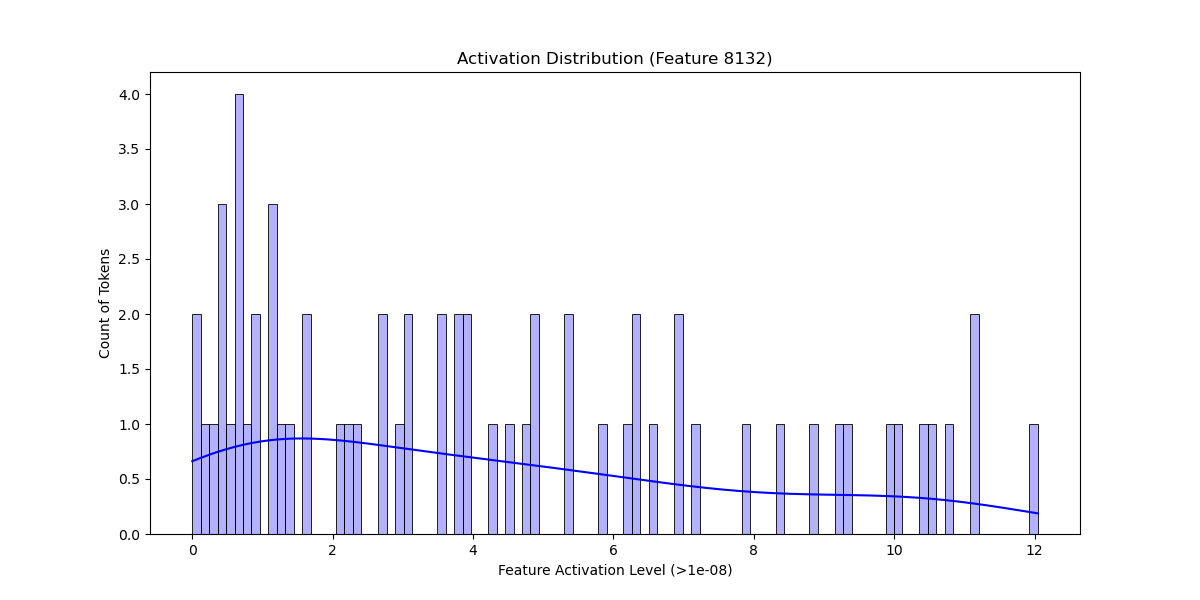 Activation Distribution (Feature 8132)
4.0
3.5
3.0
2.5
2.0
1.5
1.0
0.5
0.0
Count of Tokens
0 2 4 6 8 10 12
Feature Activation Level (>1e-08)